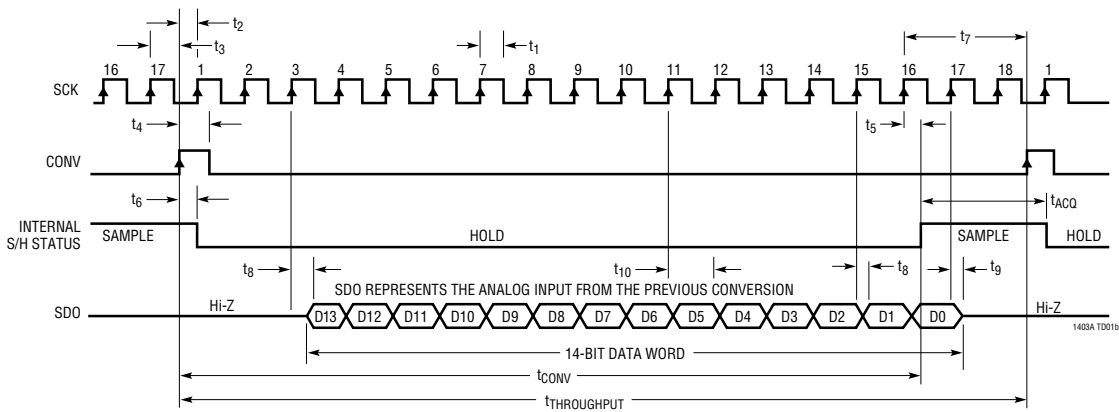 t2
t3
t1
t7
16 17 1 2 3 4 5 6 7 8 9 10 11 12 13 14 15 16 17 18 1
SCK
t4
t5
CONV
t6
tACQ
INTERNAL
S/H STATUS
SAMPLE
HOLD
SAMPLE
HOLD
t8
t10
t8
t9
SDO REPRESENTS THE ANALOG INPUT FROM THE PREVIOUS CONVERSION
SDO
Hi-Z
D13 D12 D11 D10 D9 D8 D7 D6 D5 D4 D3 D2 D1 D0
Hi-Z
1403A TD01b
14-BIT DATA WORD
tCONV
tTHROUGHPUT